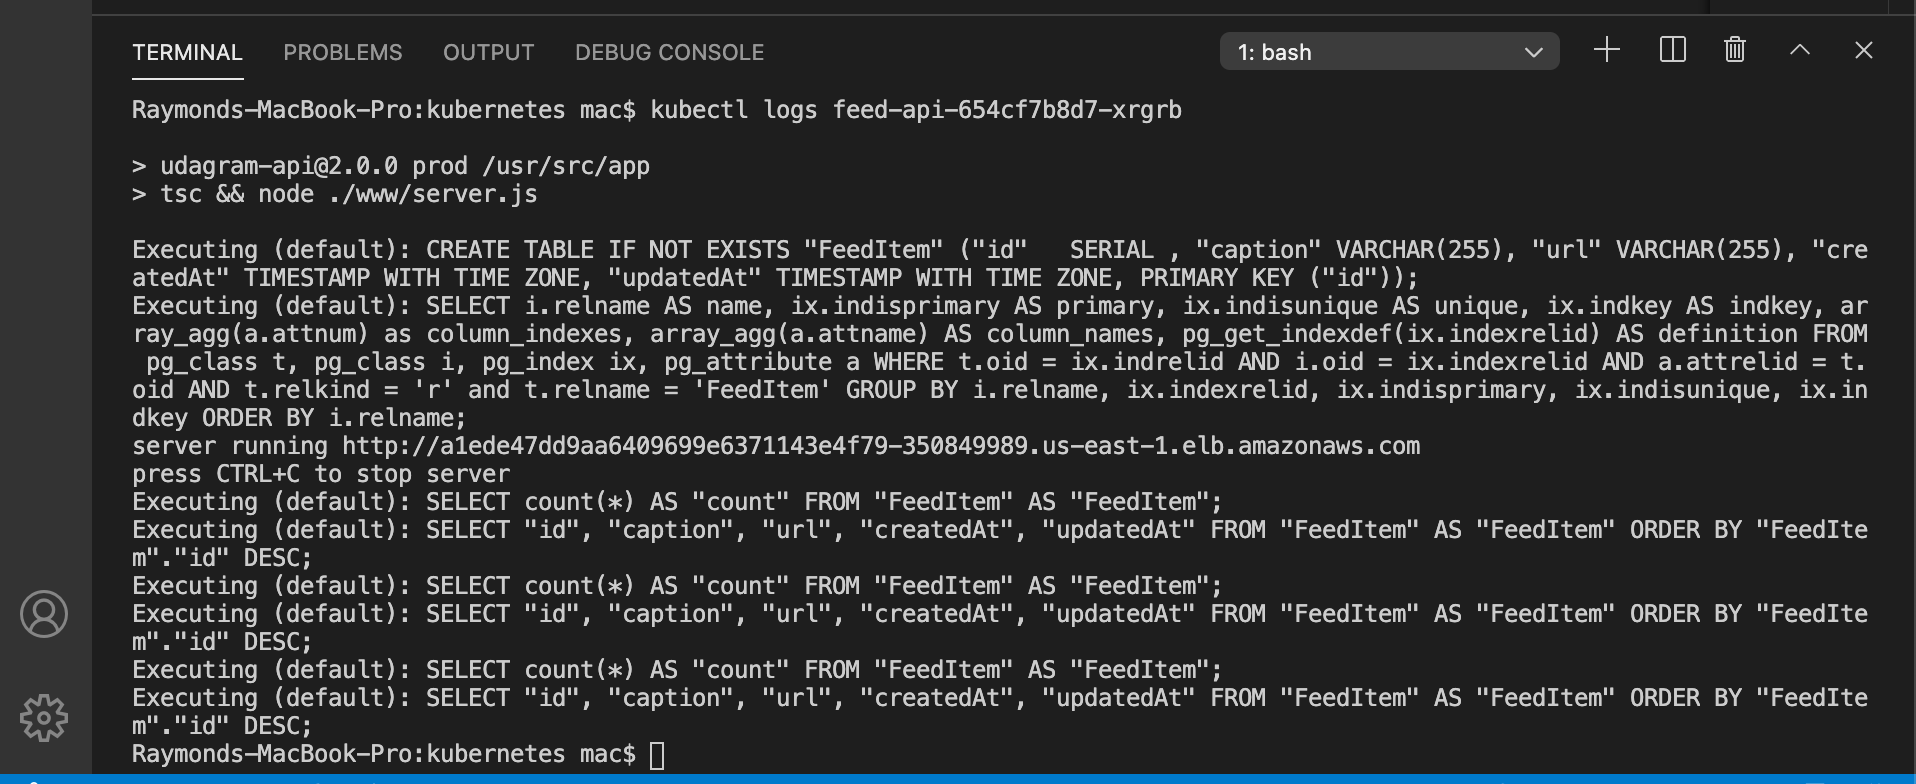 TERMINAL PROBLEMS OUTPUT DEBUG CONSOLE 1: bash
Raymonds-MacBook-Pro:kubernetes mac$ kubectl logs feed-api-654cf7b8d7-xrgrb
> udagram-api@2.0.0 prod /usr/src/app
> tsc && node ./www/server.js
Executing (default): CREATE TABLE IF NOT EXISTS "FeedItem" ("id"   SERIAL , "caption" VARCHAR(255), "url" VARCHAR(255), "cre
atedAt" TIMESTAMP WITH TIME ZONE, "updatedAt" TIMESTAMP WITH TIME ZONE, PRIMARY KEY ("id"));
Executing (default): SELECT i.relname AS name, ix.indisprimary AS primary, ix.indisunique AS unique, ix.indkey AS indkey, ar
ray_agg(a.attnum) as column_indexes, array_agg(a.attname) AS column_names, pg_get_indexdef(ix.indexrelid) AS definition FROM
 pg_class t, pg_class i, pg_index ix, pg_attribute a WHERE t.oid = ix.indrelid AND i.oid = ix.indexrelid AND a.attrelid = t.
oid AND t.relkind = 'r' and t.relname = 'FeedItem' GROUP BY i.relname, ix.indexrelid, ix.indisprimary, ix.indisunique, ix.in
dkey ORDER BY i.relname;
server running http://a1ede47dd9aa6409699e6371143e4f79-350849989.us-east-1.elb.amazonaws.com
press CTRL+C to stop server
Executing (default): SELECT count(*) AS "count" FROM "FeedItem" AS "FeedItem";
Executing (default): SELECT "id", "caption", "url", "createdAt", "updatedAt" FROM "FeedItem" AS "FeedItem" ORDER BY "FeedIte
m"."id" DESC;
Executing (default): SELECT count(*) AS "count" FROM "FeedItem" AS "FeedItem";
Executing (default): SELECT "id", "caption", "url", "createdAt", "updatedAt" FROM "FeedItem" AS "FeedItem" ORDER BY "FeedIte
m"."id" DESC;
Executing (default): SELECT count(*) AS "count" FROM "FeedItem" AS "FeedItem";
Executing (default): SELECT "id", "caption", "url", "createdAt", "updatedAt" FROM "FeedItem" AS "FeedItem" ORDER BY "FeedIte
m"."id" DESC;
Raymonds-MacBook-Pro:kubernetes mac$